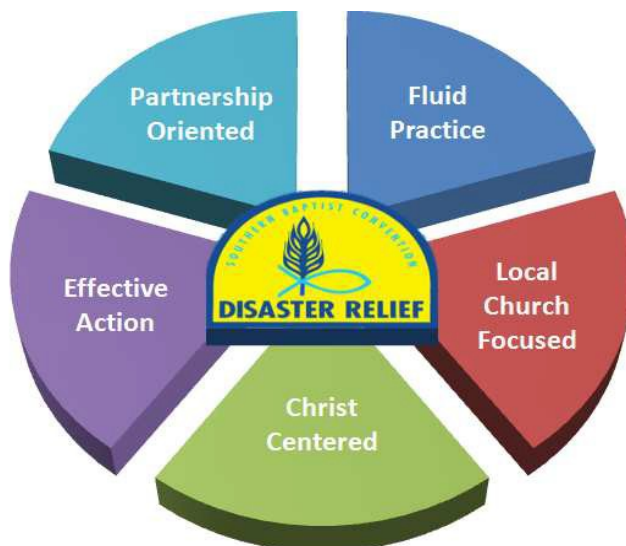 Partnership
Oriented
Fluid
Practice
SOUTHERN BAPTIST CONVENTION
DISASTER RELIEF
Effective
Action
Local
Church
Focused
Christ
Centered